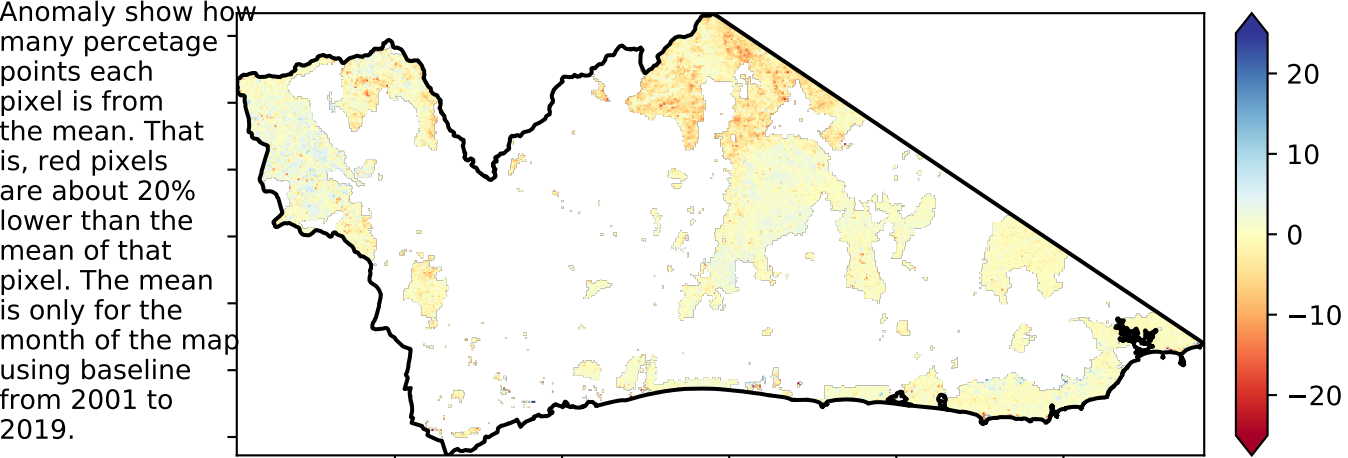 Anomaly show how
many percetage
points each
pixel is from
the mean. That
is, red pixels
are about 20%
lower than the
mean of that
pixel. The mean
is only for the
month of the map
using baseline
from 2001 to
2019.
20
10
0
−10
−20